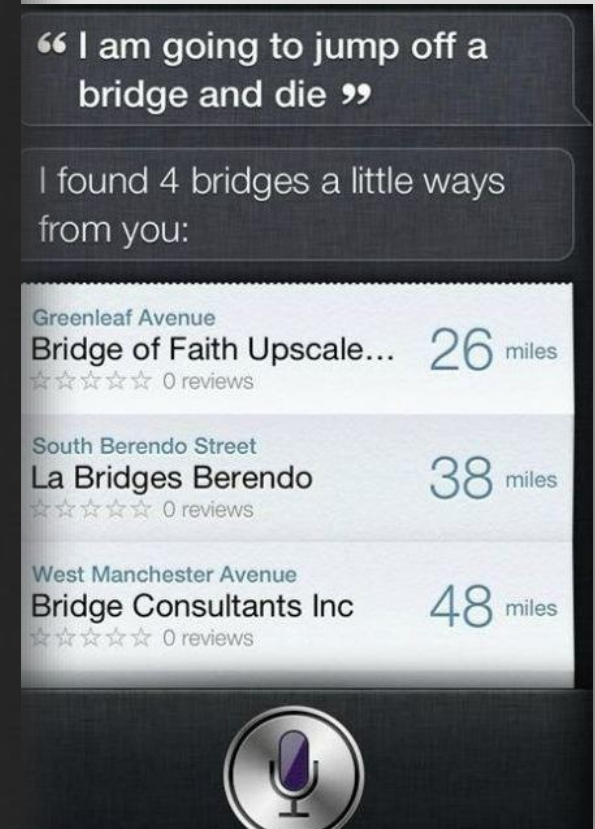 “ I am going to jump off a
bridge and die ”
I found 4 bridges a little ways
from you:
Greenleaf Avenue
Bridge of Faith Upscale...
26 miles
0 reviews
South Berendo Street
La Bridges Berendo
38 miles
0 reviews
West Manchester Avenue
Bridge Consultants Inc
48 miles
0 reviews